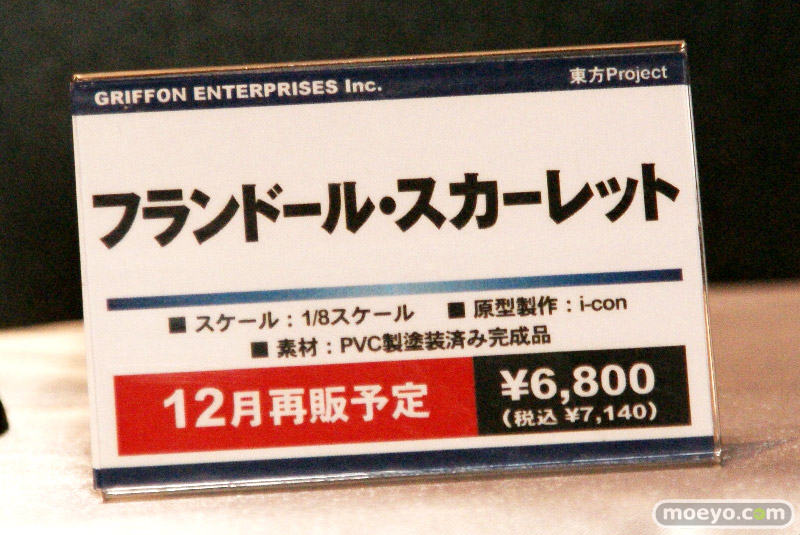 GRIFFON ENTERPRISES Inc.
東方Project
フランドール・スカーレット
■ スケール：1/8スケール ■ 原型製作：i-con
■ 素材：PVC製塗装済み完成品
12月再販予定
¥6,800
（税込 ¥7,140）
moeyo.com